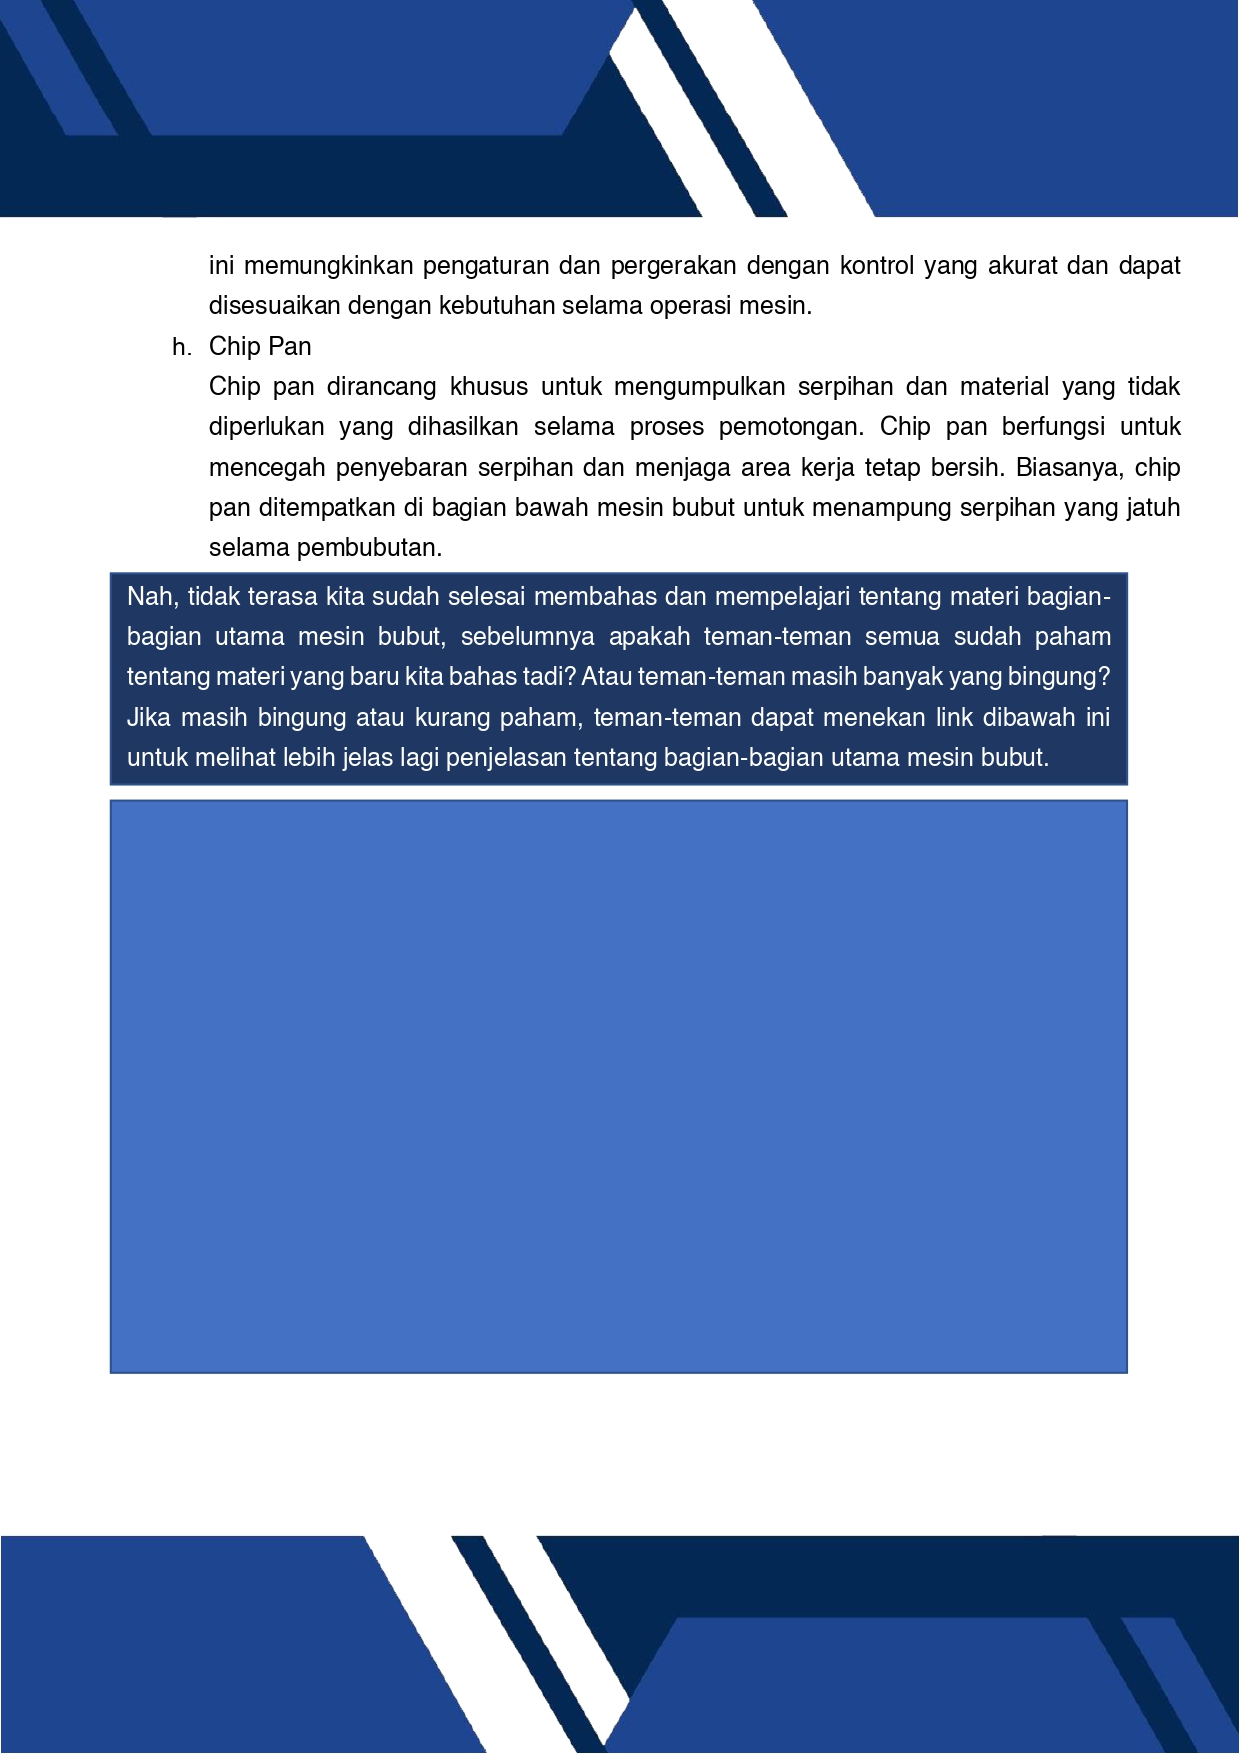 ini memungkinkan pengaturan dan pergerakan dengan kontrol yang akurat dan dapat
disesuaikan dengan kebutuhan selama operasi mesin.
h. Chip Pan
Chip pan dirancang khusus untuk mengumpulkan serpihan dan material yang tidak
diperlukan yang dihasilkan selama proses pemotongan. Chip pan berfungsi untuk
mencegah penyebaran serpihan dan menjaga area kerja tetap bersih. Biasanya, chip
pan ditempatkan di bagian bawah mesin bubut untuk menampung serpihan yang jatuh
selama pembubutan.
Nah, tidak terasa kita sudah selesai membahas dan mempelajari tentang materi bagian-
bagian utama mesin bubut, sebelumnya apakah teman-teman semua sudah paham
tentang materi yang baru kita bahas tadi? Atau teman-teman masih banyak yang bingung?
Jika masih bingung atau kurang paham, teman-teman dapat menekan link dibawah ini
untuk melihat lebih jelas lagi penjelasan tentang bagian-bagian utama mesin bubut.